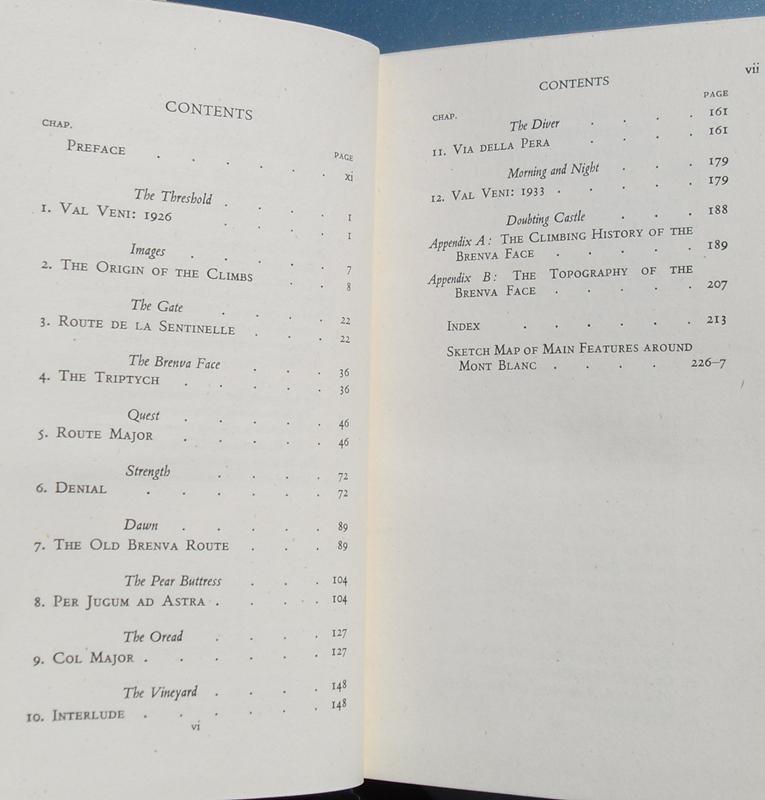 CONTENTS
CHAP.
PAGE
PREFACE . . . . . . xi
The Threshold . . . . 1
1. VAL VENI: 1926 . . . . 1
Images . . . . 7
2. THE ORIGIN OF THE CLIMBS . . 8
The Gate . . . . 22
3. ROUTE DE LA SENTINELLE . . . 22
The Brenva Face . . . 36
4. THE TRIPTYCH . . . . 36
Quest . . . . 46
5. ROUTE MAJOR . . . . 46
Strength . . . . 72
6. DENIAL . . . . . 72
Dawn . . . . 89
7. THE OLD BRENVA ROUTE . . . 89
The Pear Buttress . . . 104
8. PER JUGUM AD ASTRA . . . . 104
The Oread . . . . 127
9. COL MAJOR . . . . . 127
The Vineyard . . . . 148
10. INTERLUDE . . . . . . 148
vi
vii
CONTENTS
CHAP.
PAGE
The Diver . . . . 161
11. VIA DELLA PERA . . . . 161
Morning and Night . . . 179
12. VAL VENI: 1933 . . . . . 179
Doubting Castle . . . 188
Appendix A: THE CLIMBING HISTORY OF THE
BRENVA FACE . . . . . 189
Appendix B: THE TOPOGRAPHY OF THE
BRENVA FACE . . . . . 207
INDEX . . . . . . 213
SKETCH MAP OF MAIN FEATURES AROUND
MONT BLANC . . . . 226–7